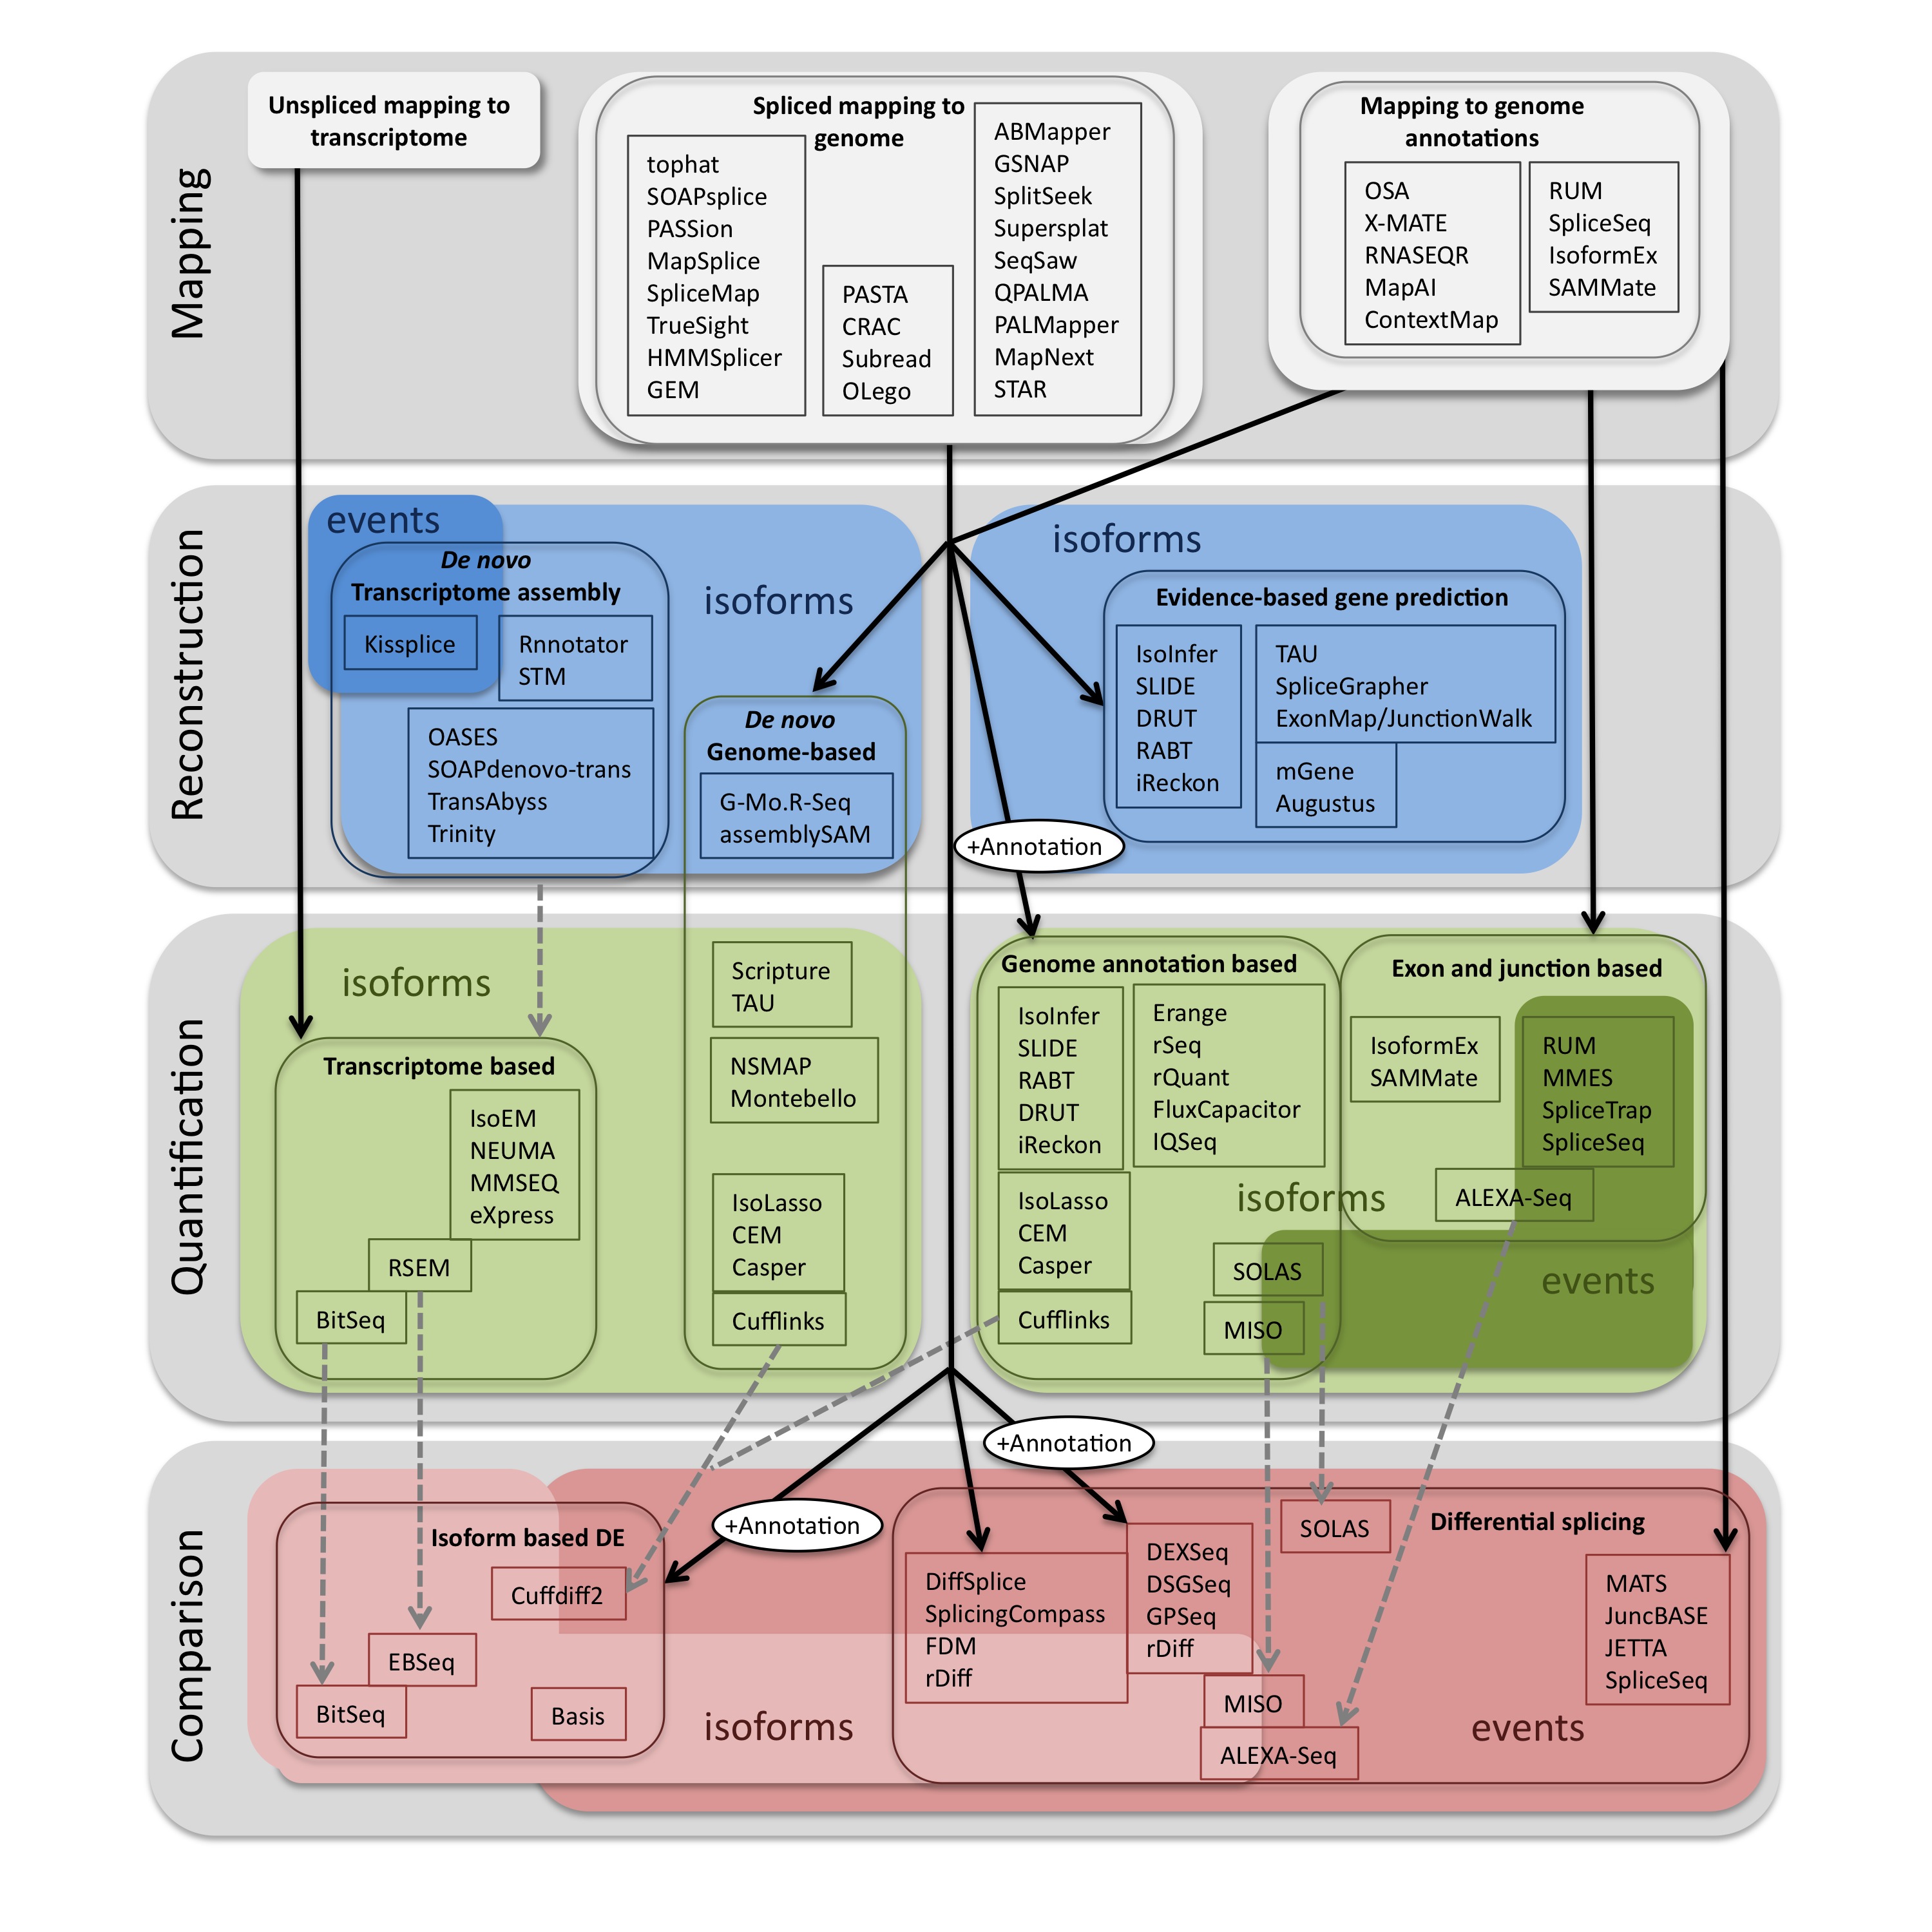 Mapping
Unspliced mapping to
transcriptome
Spliced mapping to
genome
tophat
SOAPsplice
PASSion
MapSplice
SpliceMap
TrueSight
HMMSplicer
GEM
PASTA
CRAC
Subread
OLego
ABMapper
GSNAP
SplitSeek
Supersplat
SeqSaw
QPALMA
PALMapper
MapNext
STAR
Mapping to genome
annotations
OSA
X-MATE
RNASEQR
MapAI
ContextMap
RUM
SpliceSeq
IsoformEx
SAMMate
Reconstruction
events
De novo
Transcriptome assembly
Kissplice
Rnnotator
STM
OASES
SOAPdenovo-trans
TransAbyss
Trinity
isoforms
De novo
Genome-based
G-Mo.R-Seq
assemblySAM
isoforms
Evidence-based gene prediction
IsoInfer
SLIDE
DRUT
RABT
iReckon
TAU
SpliceGrapher
ExonMap/JunctionWalk
mGene
Augustus
+Annotation
Quantification
isoforms
Transcriptome based
IsoEM
NEUMA
MMSEQ
eXpress
RSEM
BitSeq
Scripture
TAU
NSMAP
Montebello
IsoLasso
CEM
Casper
Cufflinks
Genome annotation based
IsoInfer
SLIDE
RABT
DRUT
iReckon
Erange
rSeq
rQuant
FluxCapacitor
IQSeq
IsoLasso
CEM
Casper
Cufflinks
isoforms
SOLAS
MISO
Exon and junction based
IsoformEx
SAMMate
RUM
MMES
SpliceTrap
SpliceSeq
ALEXA-Seq
events
Comparison
+Annotation
+Annotation
Isoform based DE
Cuffdiff2
EBSeq
BitSeq
Basis
isoforms
Differential splicing
DiffSplice
SplicingCompass
FDM
rDiff
DEXSeq
DSGSeq
GPSeq
rDiff
SOLAS
MISO
ALEXA-Seq
MATS
JuncBASE
JETTA
SpliceSeq
events